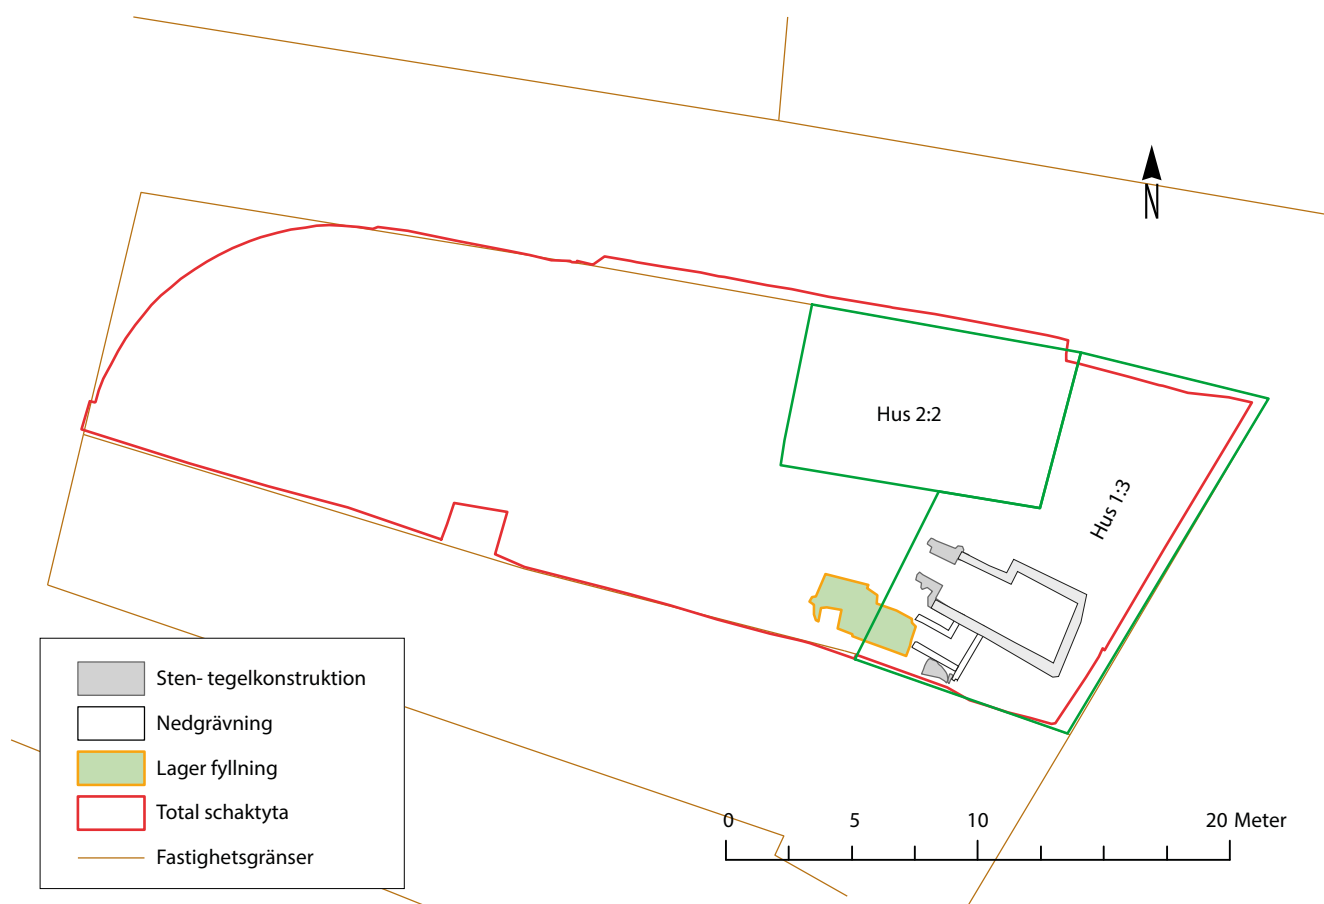 N
Hus 2:2
Hus 1:3
Sten- tegelkonstruktion
Nedgrävning
Lager fyllning
Total schaktyta
Fastighetsgränser
0 5 10 20 Meter